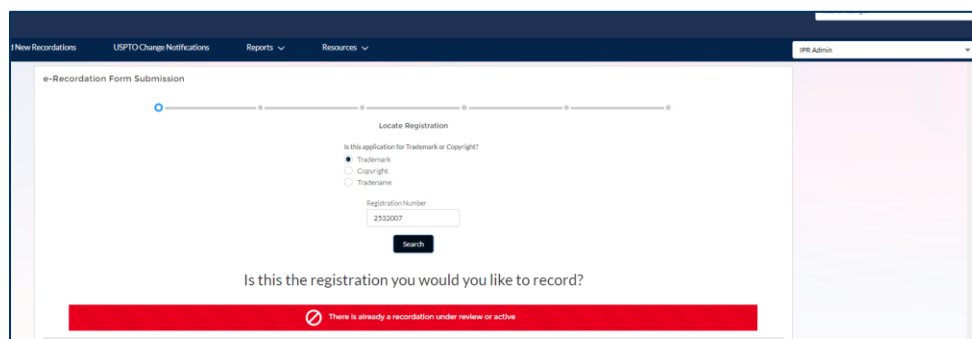 d New Recordations USPTO Change Notifications Reports Resources
IPR Admin
e-Recordation Form Submission
Locate Registration
Is this application for Trademark or Copyright?
Trademark
Copyright
Tradename
Registration Number
2532007
Search
Is this the registration you would you like to record?
There is already a recordation under review or active